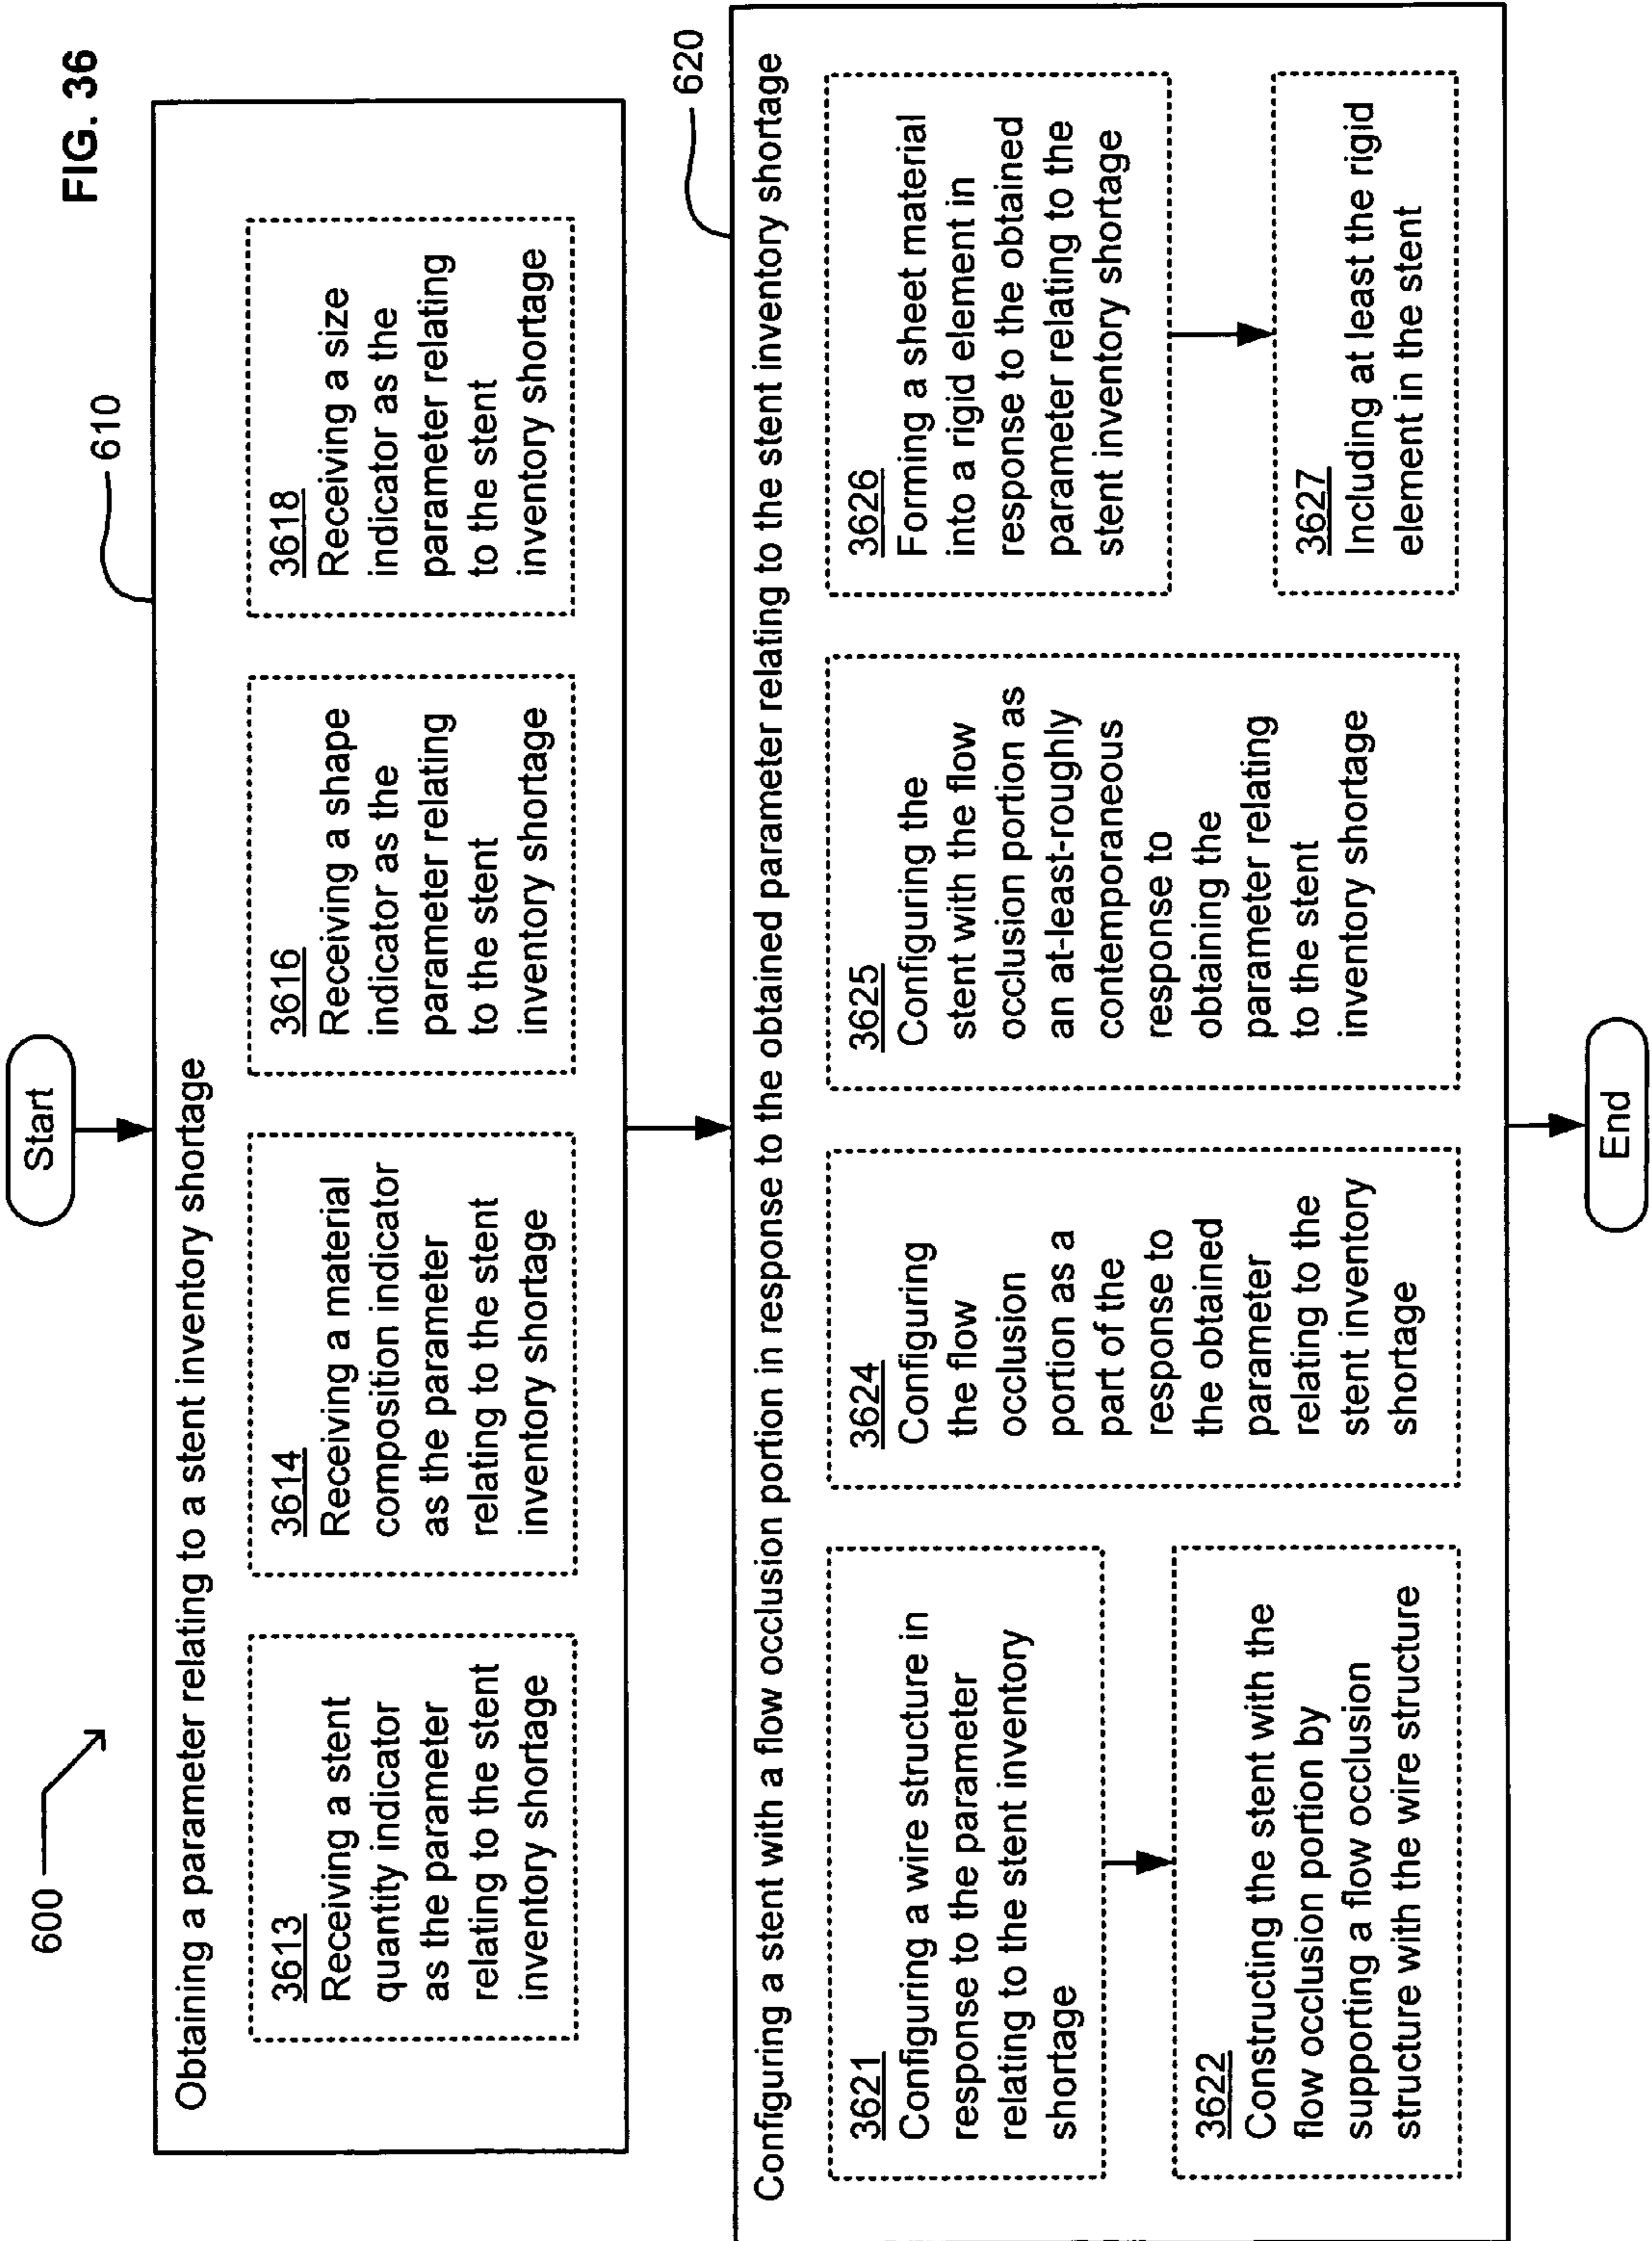 FIG. 36
600
Start
610
Obtaining a parameter relating to a stent inventory shortage
3613
Receiving a stent
quantity indicator
as the parameter
relating to the stent
inventory shortage
3614
Receiving a material
composition indicator
as the parameter
relating to the stent
inventory shortage
3616
Receiving a shape
indicator as the
parameter relating
to the stent
inventory shortage
3618
Receiving a size
indicator as the
parameter relating
to the stent
inventory shortage
620
Configuring a stent with a flow occlusion portion in response to the obtained parameter relating to the stent inventory shortage
3621
Configuring a wire structure in
response to the parameter
relating to the stent inventory
shortage
3622
Constructing the stent with the
flow occlusion portion by
supporting a flow occlusion
structure with the wire structure
3624
Configuring
the flow
occlusion
portion as a
part of the
response to
the obtained
parameter
relating to the
stent inventory
shortage
3625
Configuring the
stent with the flow
occlusion portion as
an at-least-roughly
contemporaneous
response to
obtaining the
parameter relating
to the stent
inventory shortage
3626
Forming a sheet material
into a rigid element in
response to the obtained
parameter relating to the
stent inventory shortage
3627
Including at least the rigid
element in the stent
End